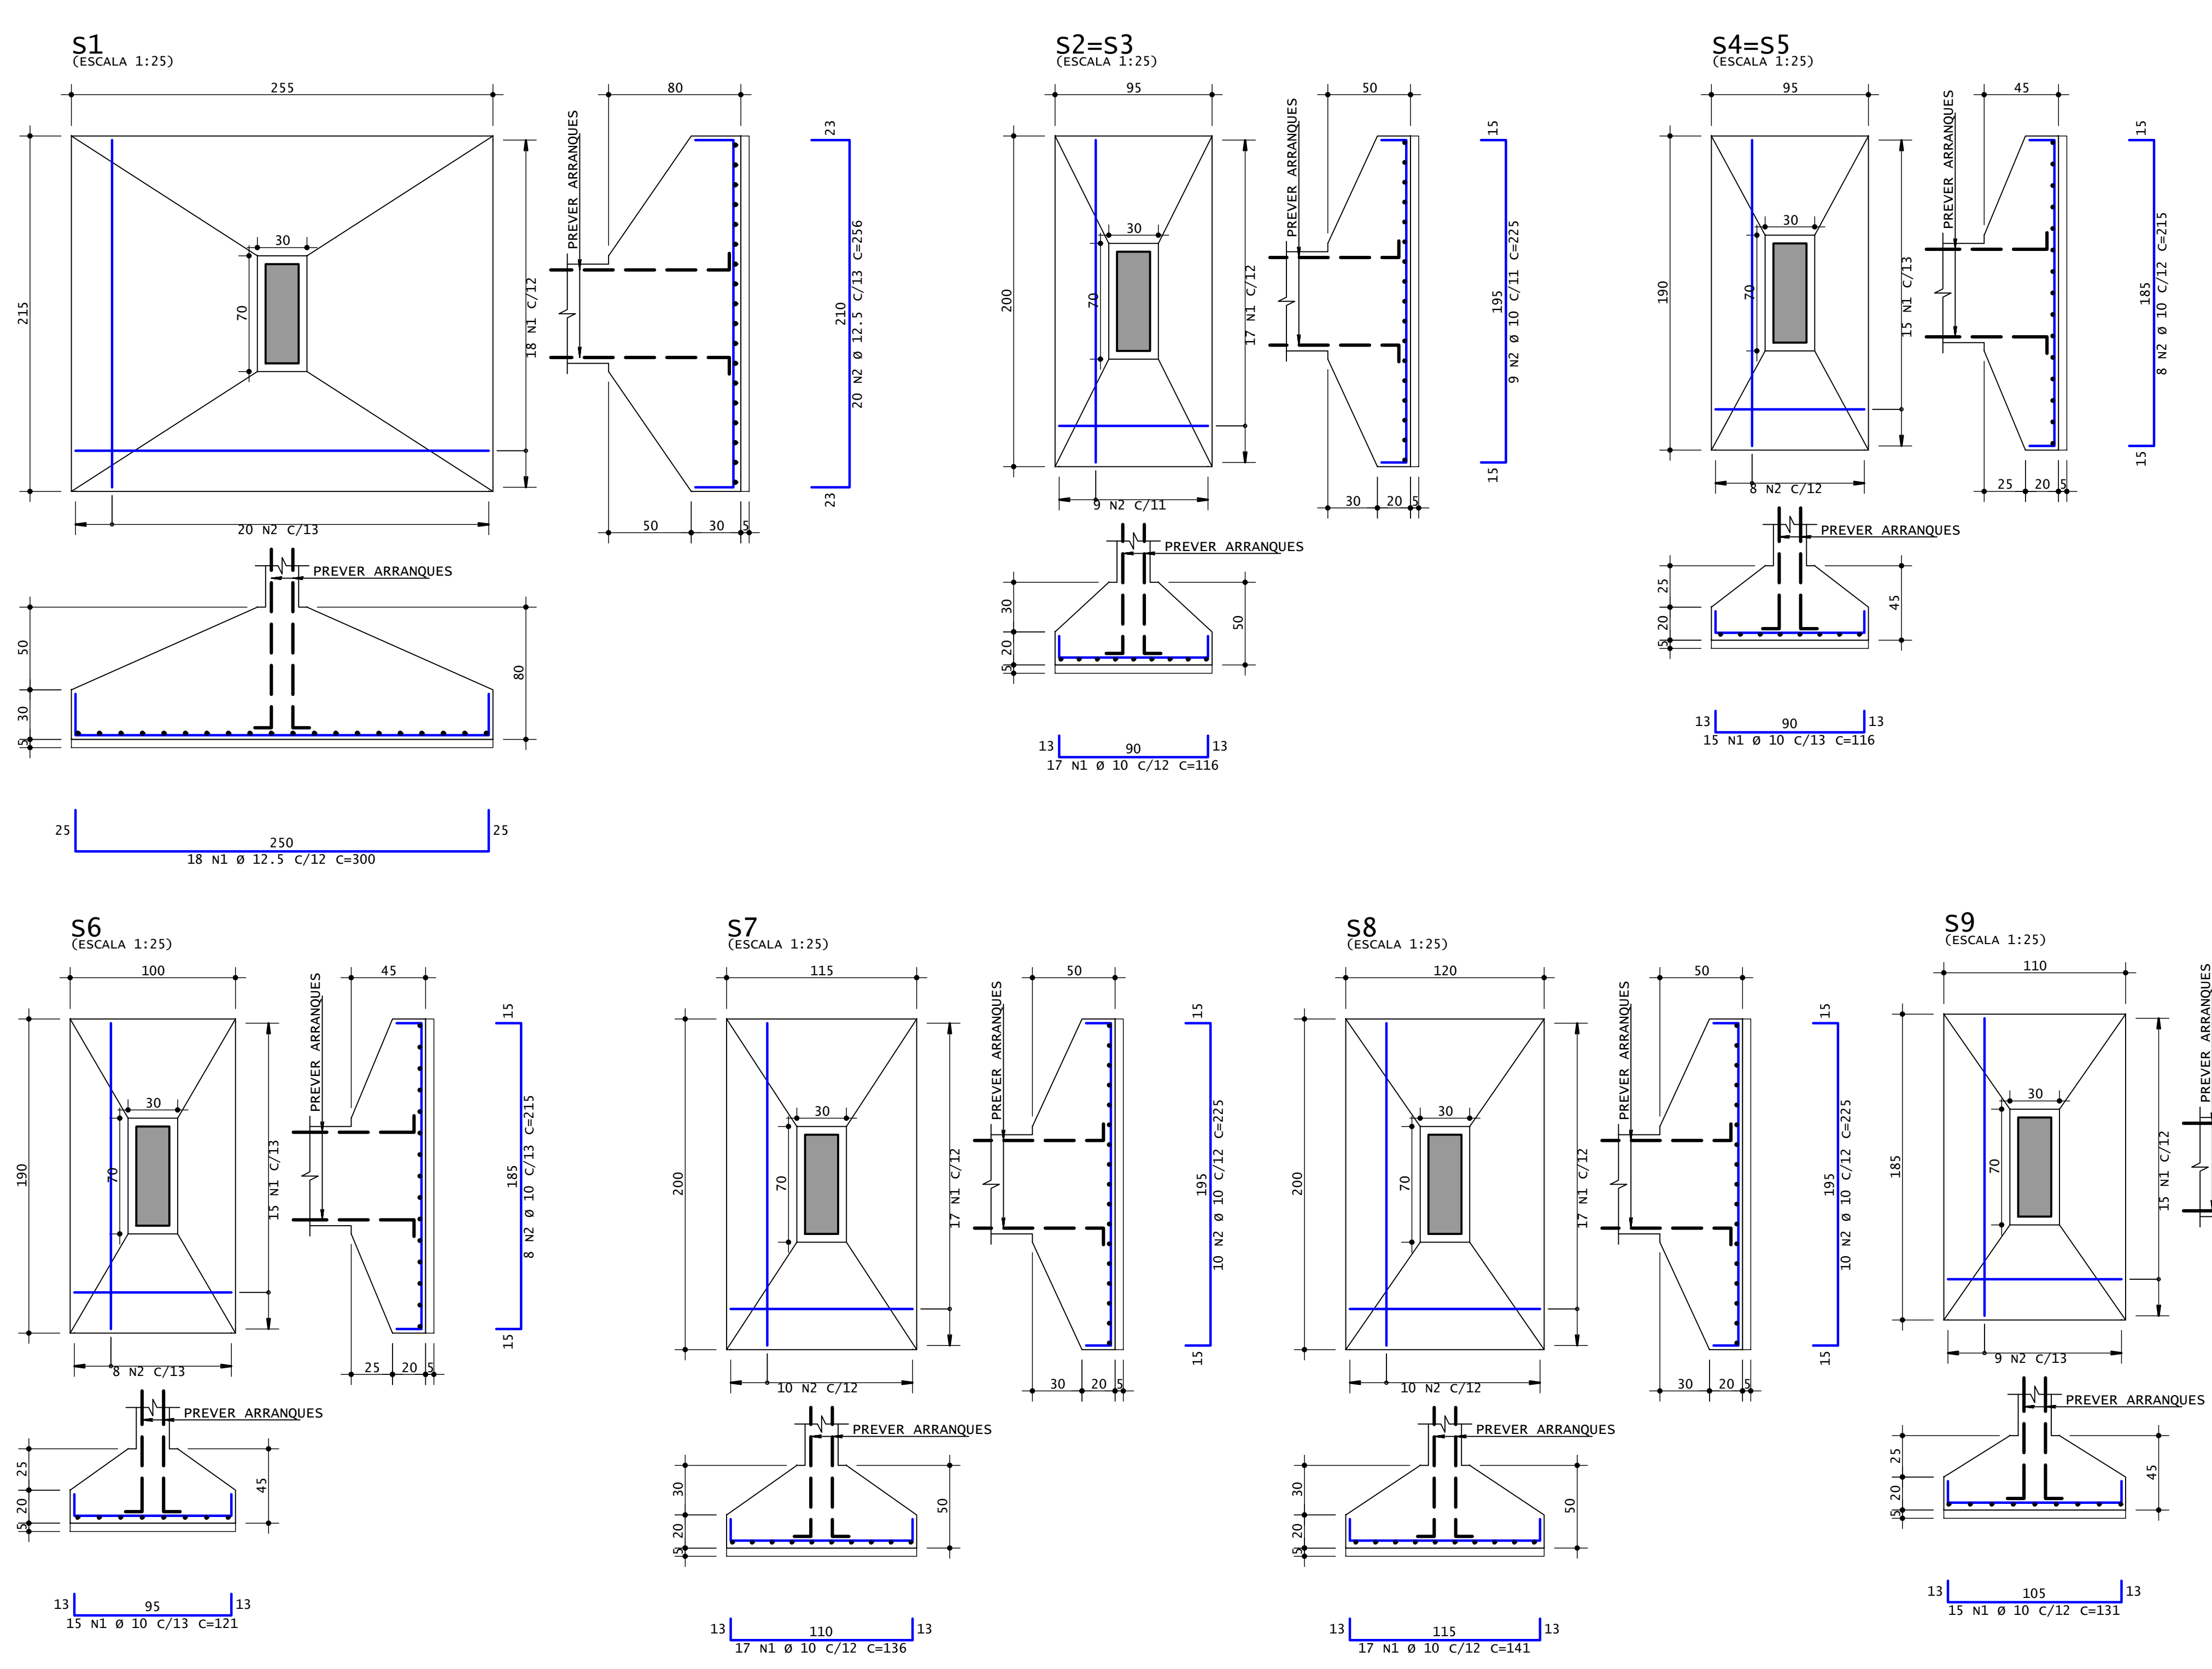 S1
(ESCALA 1:25)
255
215
30
70
18 N1 C/12
20 N2 C/13
PREVER ARRANQUES
80
50
30
5
23
210
20 N2 Ø 12.5 C/13 C=256
23
PREVER ARRANQUES
50
30
5
80
25
250
25
18 N1 Ø 12.5 C/12 C=300
S2=S3
(ESCALA 1:25)
95
200
30
70
17 N1 C/12
9 N2 C/11
PREVER ARRANQUES
50
30
20
5
15
195
9 N2 Ø 10 C/11 C=225
15
PREVER ARRANQUES
30
20
5
50
13
90
13
17 N1 Ø 10 C/12 C=116
S4=S5
(ESCALA 1:25)
95
190
30
70
15 N1 C/13
8 N2 C/12
PREVER ARRANQUES
45
25
20
5
15
185
8 N2 Ø 10 C/12 C=215
15
PREVER ARRANQUES
25
20
5
45
13
90
13
15 N1 Ø 10 C/13 C=116
S6
(ESCALA 1:25)
100
190
30
70
15 N1 C/13
8 N2 C/13
PREVER ARRANQUES
45
25
20
5
15
185
8 N2 Ø 10 C/13 C=215
15
PREVER ARRANQUES
25
20
5
45
13
95
13
15 N1 Ø 10 C/13 C=121
S7
(ESCALA 1:25)
115
200
30
70
17 N1 C/12
10 N2 C/12
PREVER ARRANQUES
50
30
20
5
15
195
10 N2 Ø 10 C/12 C=225
15
PREVER ARRANQUES
30
20
5
50
13
110
13
17 N1 Ø 10 C/12 C=136
S8
(ESCALA 1:25)
120
200
30
70
17 N1 C/12
10 N2 C/12
PREVER ARRANQUES
50
30
20
5
15
195
10 N2 Ø 10 C/12 C=225
15
PREVER ARRANQUES
30
20
5
50
13
115
13
17 N1 Ø 10 C/12 C=141
S9
(ESCALA 1:25)
110
185
30
70
15 N1 C/12
9 N2 C/13
PREVER ARRANQUES
PREVER ARRANQUES
25
20
5
45
13
105
13
15 N1 Ø 10 C/12 C=131